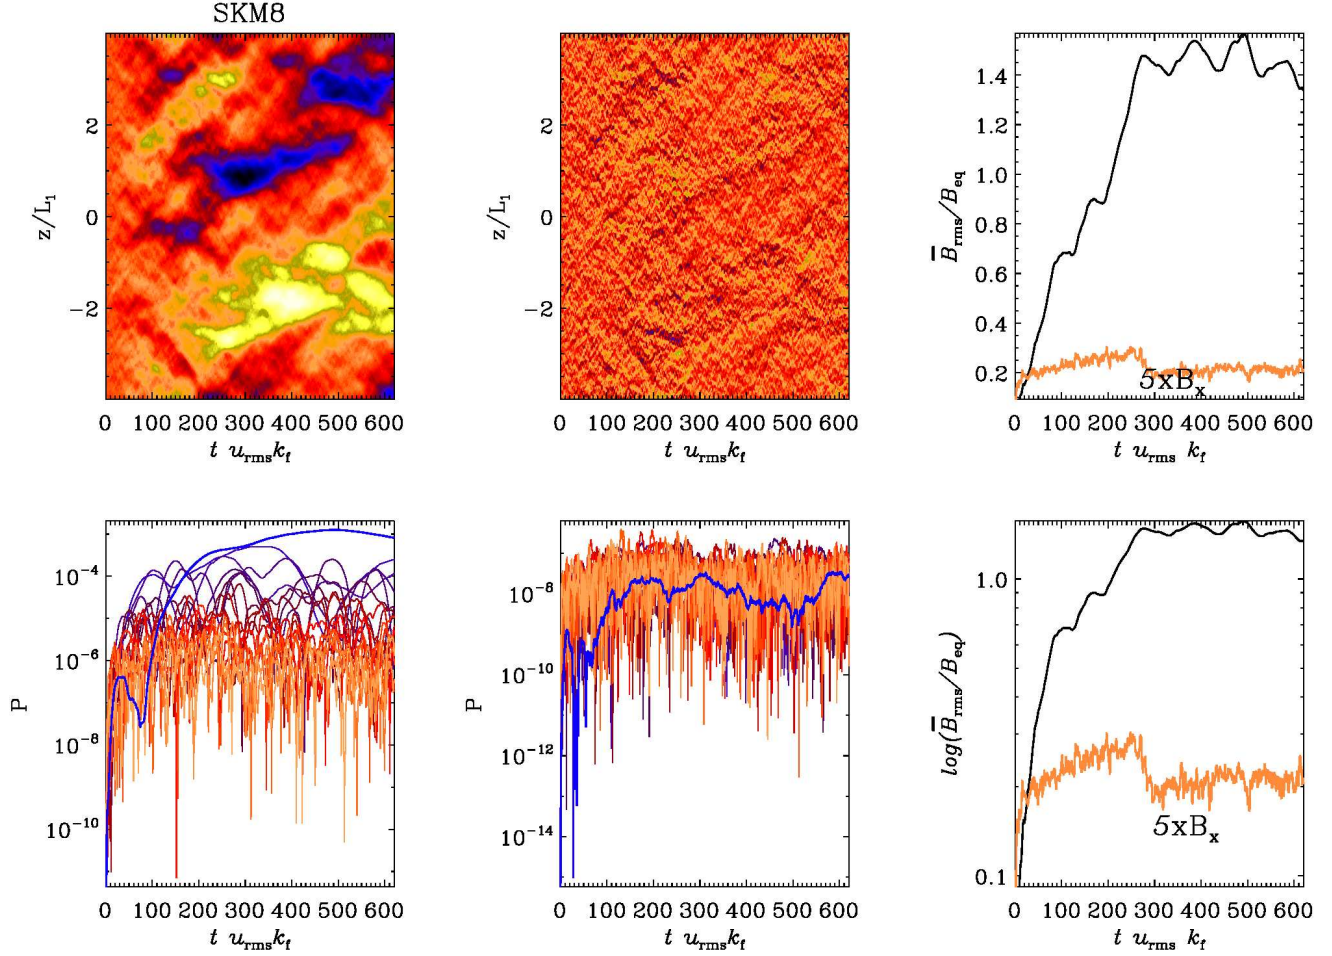 SKM8
z/L₁
2
0
−2
0 100 200 300 400 500 600
t u_rms k_f
z/L₁
2
0
−2
0 100 200 300 400 500 600
t u_rms k_f
B̅_rms/B_eq
1.4
1.2
1.0
0.8
0.6
0.4
0.2
5xBₓ
0 100 200 300 400 500 600
t u_rms k_f
P
10⁻⁴
10⁻⁶
10⁻⁸
10⁻¹⁰
0 100 200 300 400 500 600
t u_rms k_f
P
10⁻⁸
10⁻¹⁰
10⁻¹²
10⁻¹⁴
0 100 200 300 400 500 600
t u_rms k_f
log(B̅_rms/B_eq)
1.0
0.1
5xBₓ
0 100 200 300 400 500 600
t u_rms k_f